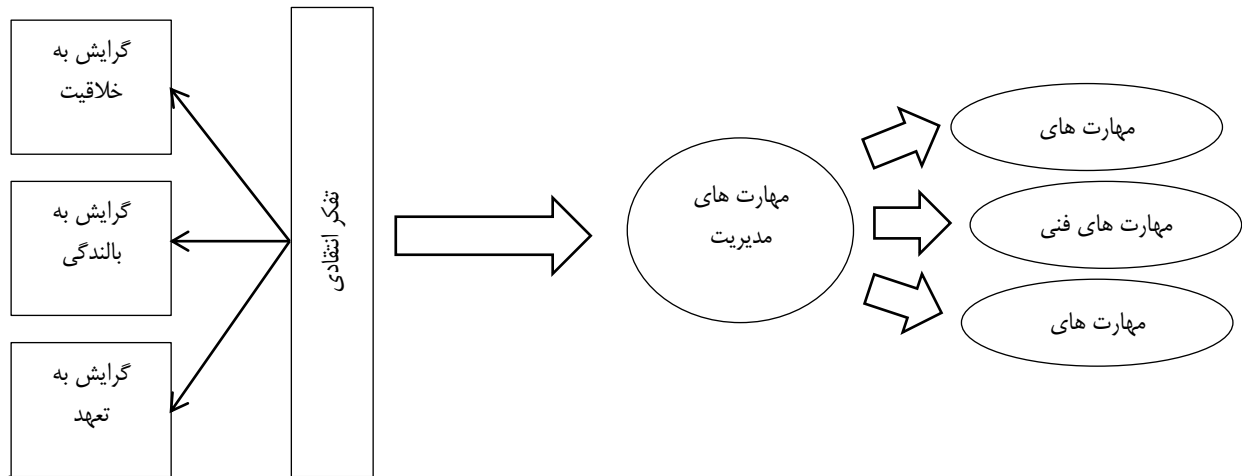 گرایش به
خلاقیت
گرایش به
بالندگی
گرایش به
تعهد
تفکر انتقادی
مهارت های
مدیریت
مهارت های
مهارت های فنی
مهارت های